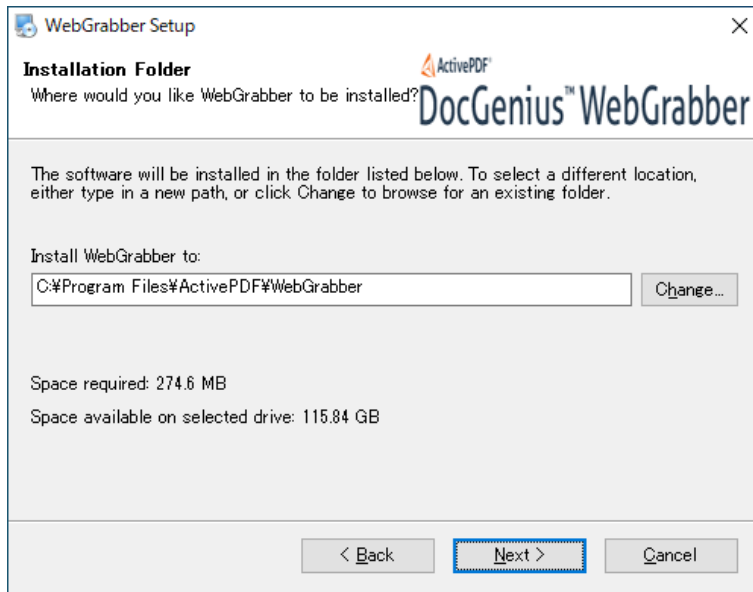 WebGrabber Setup
Installation Folder
Where would you like WebGrabber to be installed?
ActivePDF®
DocGenius™ WebGrabber
The software will be installed in the folder listed below. To select a different location,
either type in a new path, or click Change to browse for an existing folder.
Install WebGrabber to:
C:¥Program Files¥ActivePDF¥WebGrabber
Change...
Space required: 274.6 MB
Space available on selected drive: 115.84 GB
< Back
Next >
Cancel